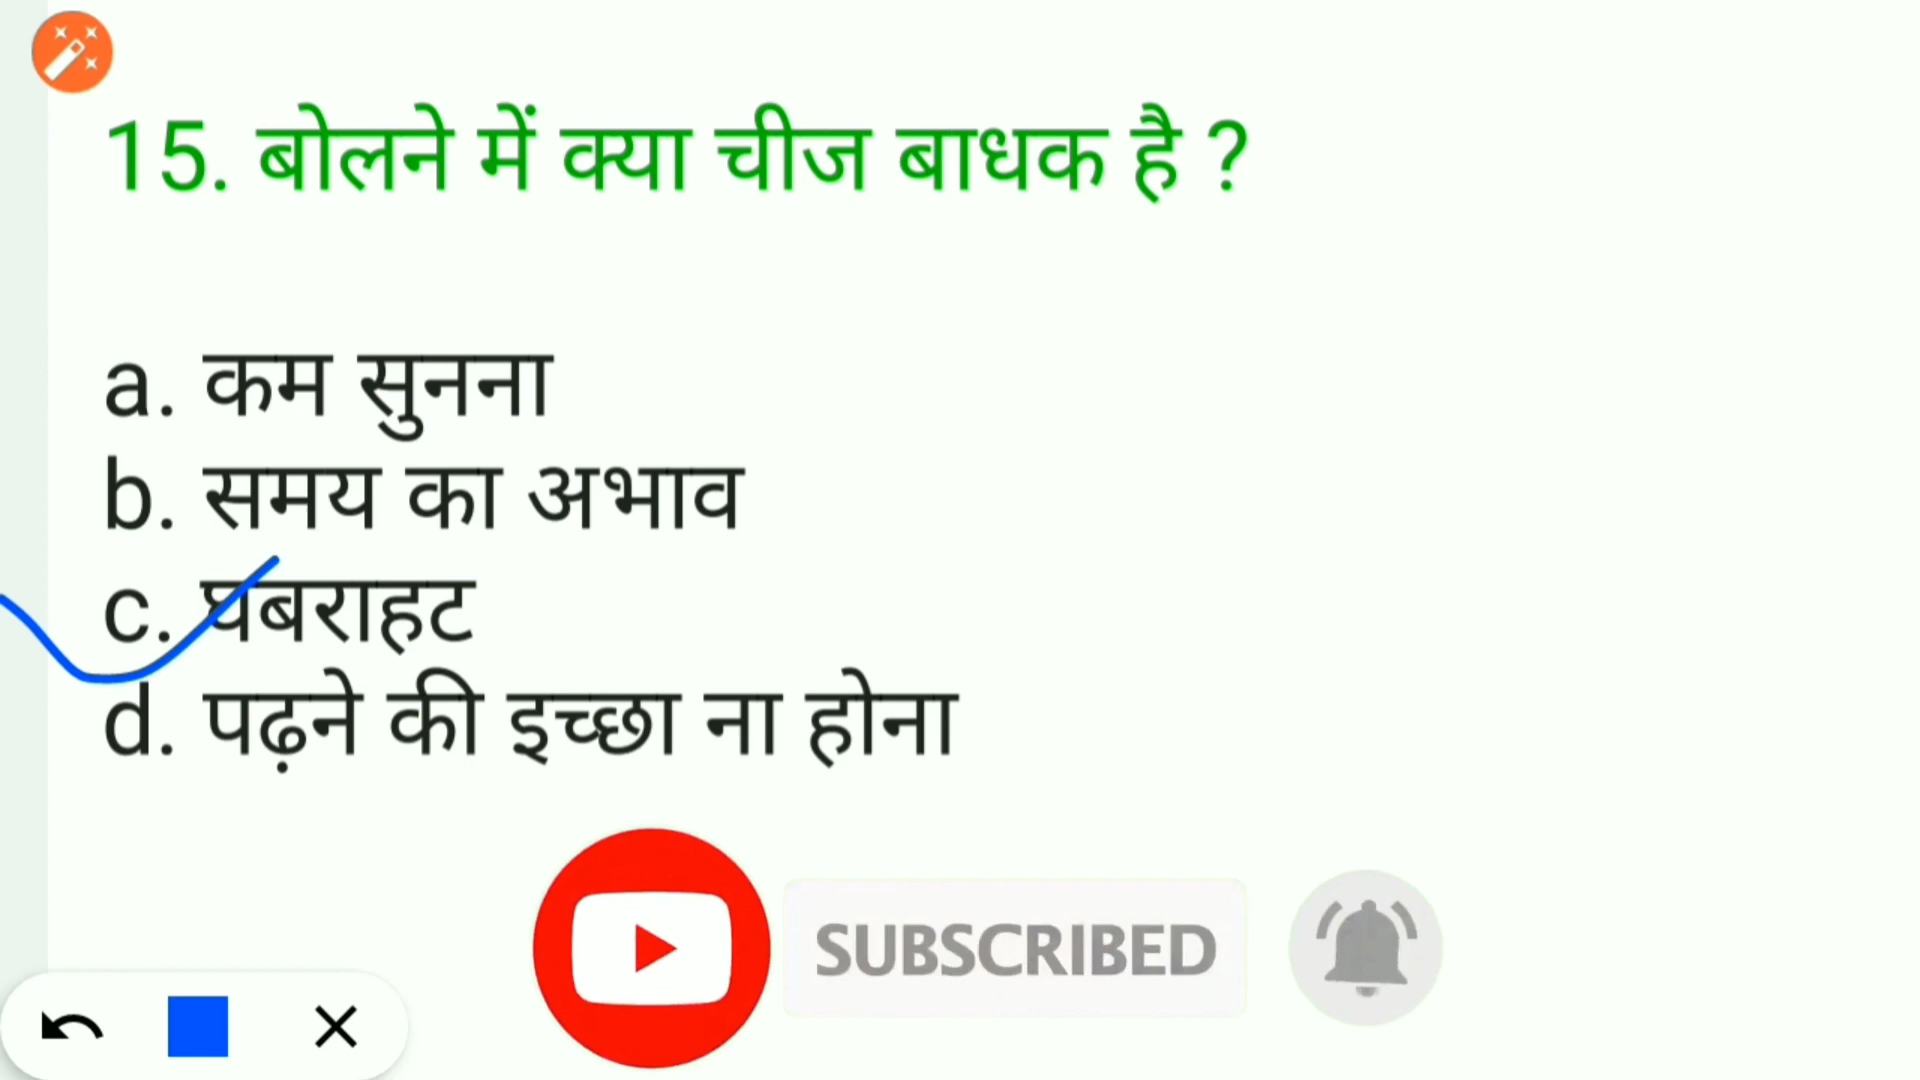 15. बोलने में क्या चीज बाधक है ?
a. कम सुनना
b. समय का अभाव
c. घबराहट
d. पढ़ने की इच्छा ना होना
SUBSCRIBED